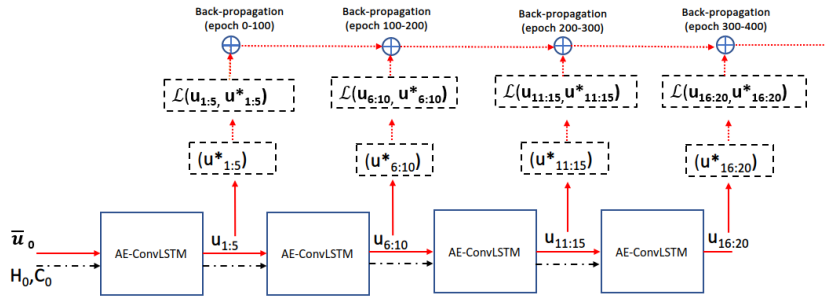 Back-propagation
(epoch 0-100)
Back-propagation
(epoch 100-200)
Back-propagation
(epoch 200-300)
Back-propagation
(epoch 300-400)
ℒ(u₁:₅, u*₁:₅)
ℒ(u₆:₁₀, u*₆:₁₀)
ℒ(u₁₁:₁₅, u*₁₁:₁₅)
ℒ(u₁₆:₂₀, u*₁₆:₂₀)
(u*₁:₅)
(u*₆:₁₀)
(u*₁₁:₁₅)
(u*₁₆:₂₀)
u̅₀
H₀,C̅₀
AE-ConvLSTM
u₁:₅
AE-ConvLSTM
u₆:₁₀
AE-ConvLSTM
u₁₁:₁₅
AE-ConvLSTM
u₁₆:₂₀